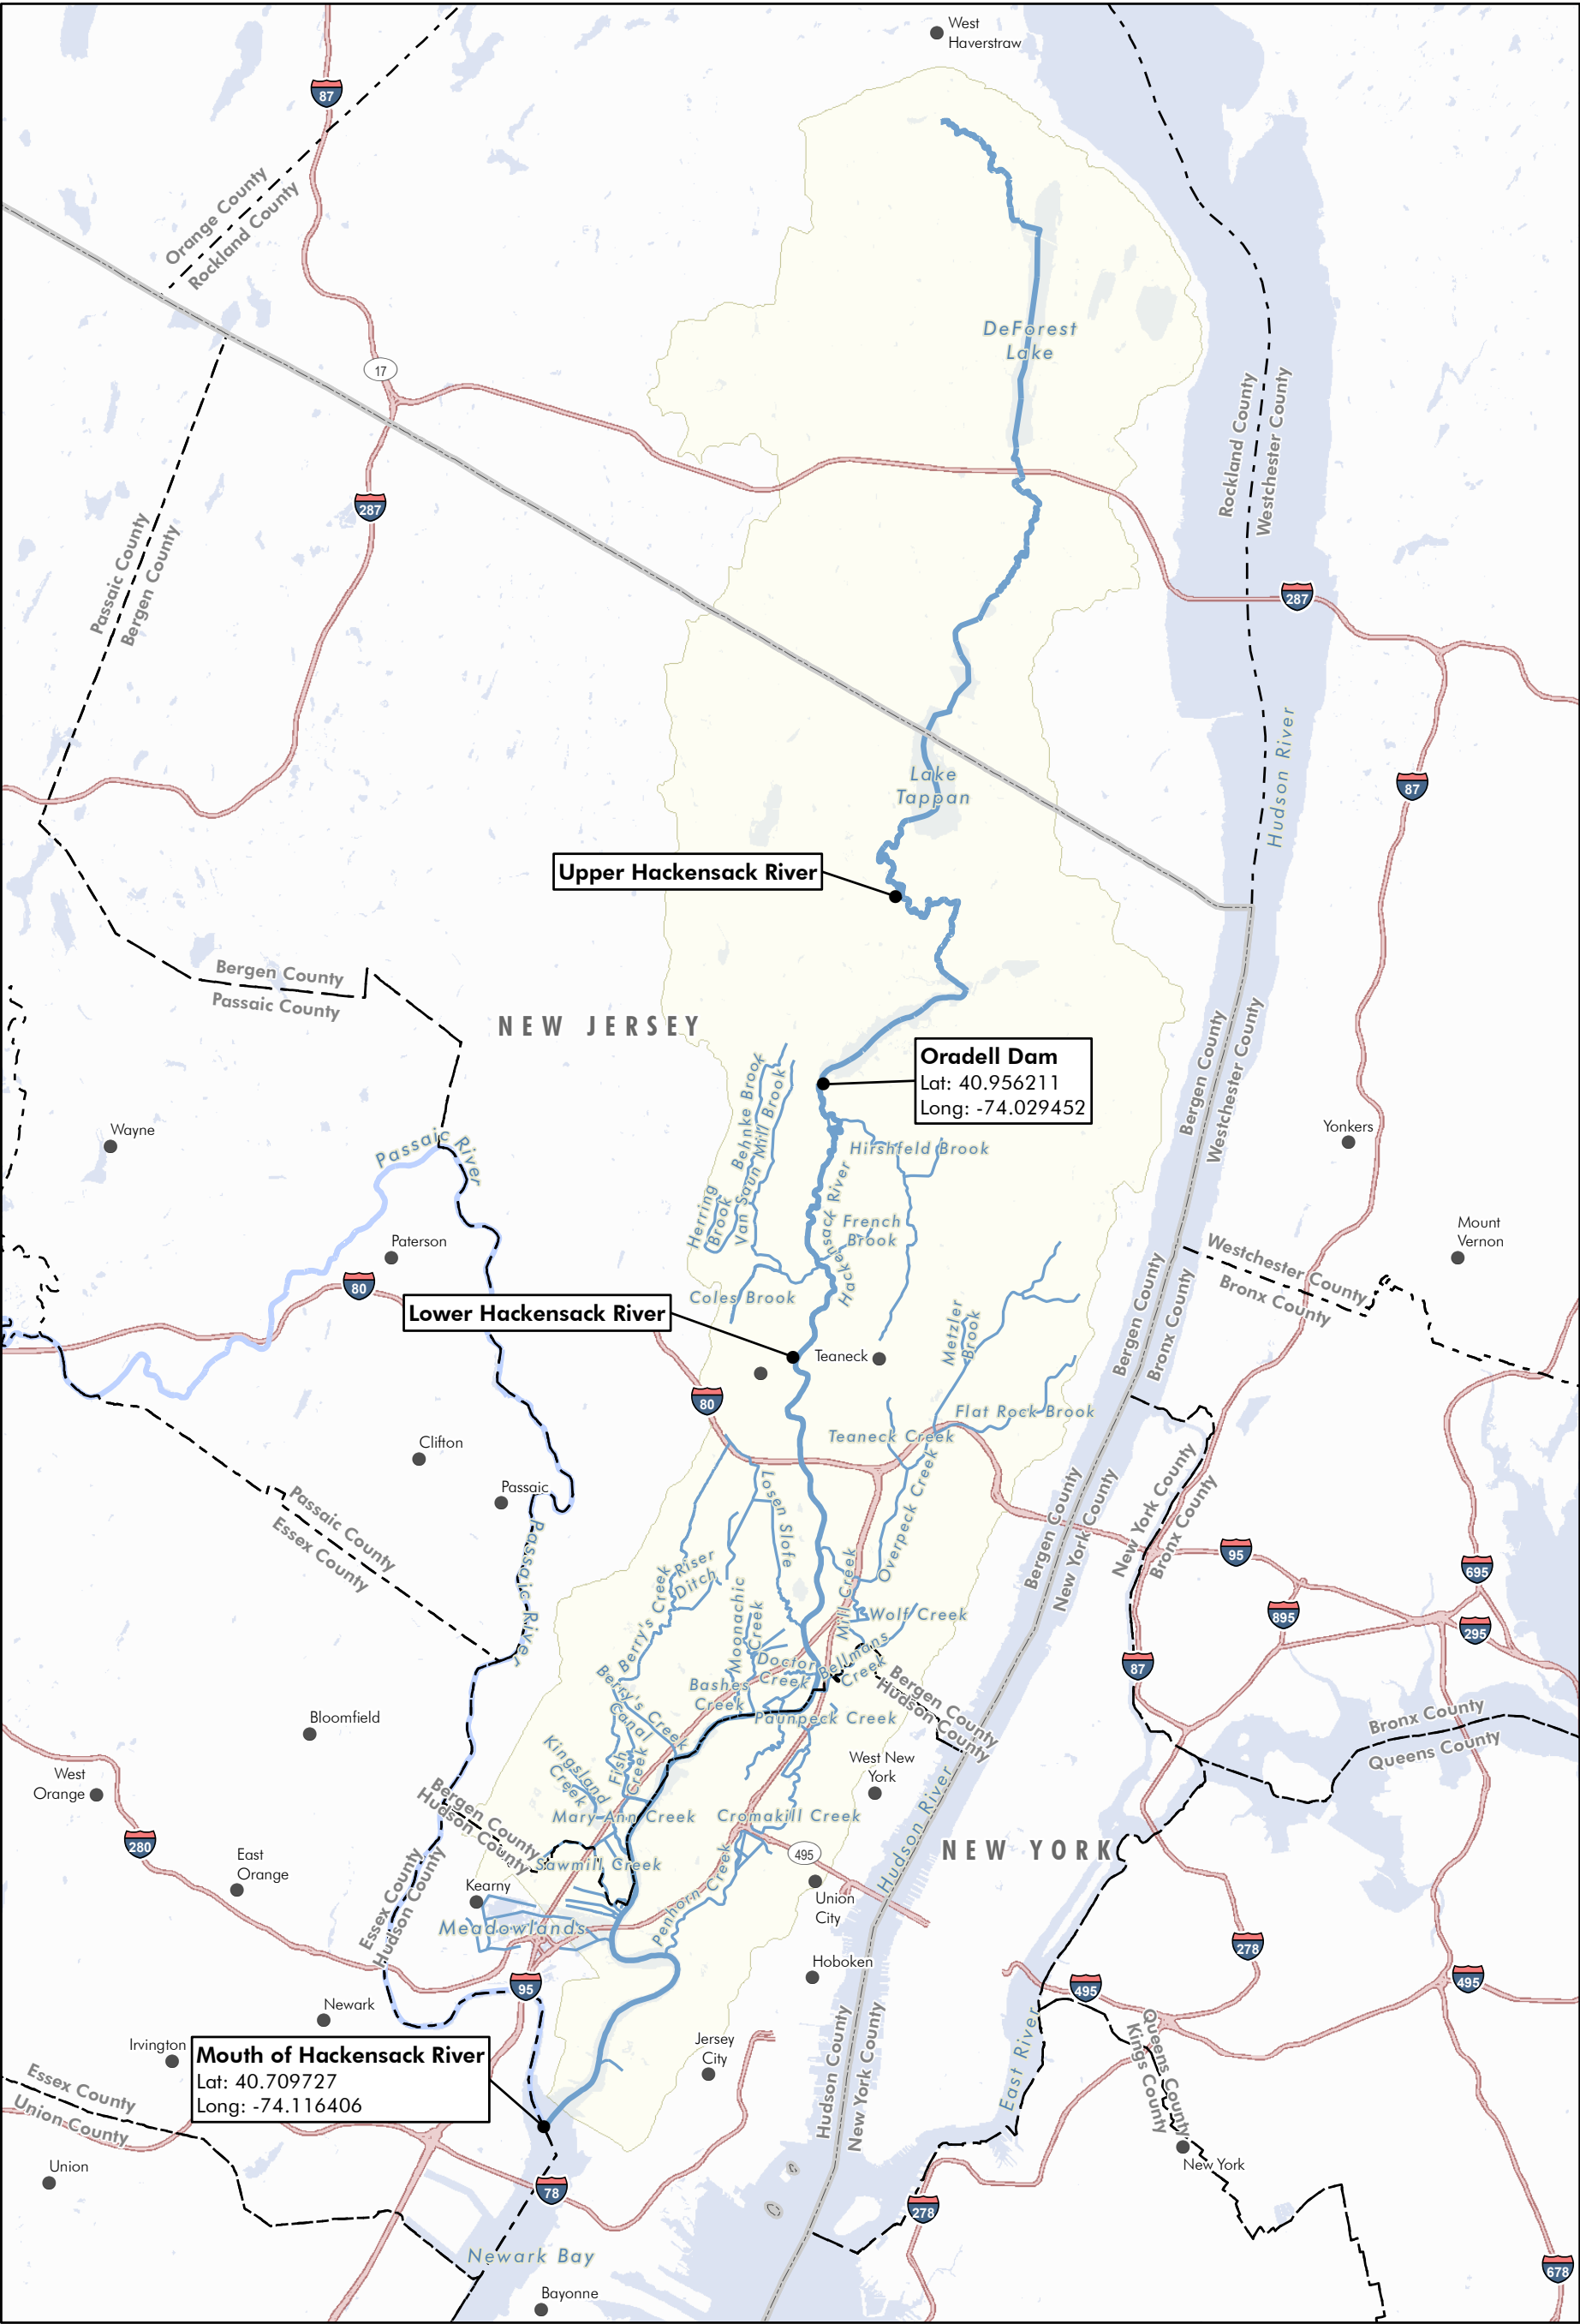 West
Haverstraw
87
Orange County
Rockland County
17
DeForest
Lake
Rockland County
Westchester County
287
Passaic County
Bergen County
287
Hudson River
87
Lake
Tappan
Upper Hackensack River
Bergen County
Passaic County
NEW JERSEY
Oradell Dam
Lat: 40.956211
Long: -74.029452
Bergen County
Westchester County
Wayne
Passaic River
Yonkers
Behnke Brook
Van Saun Mill Brook
Hirshfeld Brook
Herring
Brook
Hackensack River
French
Brook
Mount
Vernon
Paterson
Westchester County
Bronx County
80
Coles Brook
Lower Hackensack River
Bergen County
Bronx County
Metzler
Brook
Teaneck
80
Flat Rock Brook
Teaneck Creek
Clifton
Passaic
Passaic County
Essex County
Losen Slofe
Overpeck Creek
Bergen County
New York County
New York County
Bronx County
95
695
Passaic River
Riser
Ditch
Berry's Creek
Moonachic
Creek
Mill Creek
Wolf Creek
895
295
Doctor
Creek
Bellmans
Creek
87
Berry's Creek
Canal
Bashes
Creek
Bergen County
Hudson County
Paunpeck Creek
Bloomfield
Bronx County
Queens County
Kingsland
Creek
Fish
Creek
West New
York
West
Orange
Bergen County
Hudson County
Mary Ann Creek
Cromakill Creek
280
Hudson River
NEW YORK
495
East
Orange
Sawmill Creek
Essex County
Hudson County
Kearny
Penhorn Creek
Union
City
Meadowlands
278
Hoboken
95
495
495
Newark
Irvington
Jersey
City
Hudson County
New York County
East River
Queens County
Kings County
Mouth of Hackensack River
Lat: 40.709727
Long: -74.116406
Essex County
Union County
New York
Union
78
278
Newark Bay
678
Bayonne